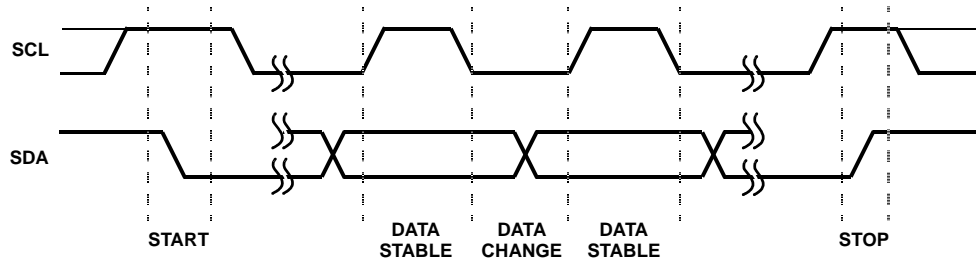 SCL
SDA
START
DATA
STABLE
DATA
CHANGE
DATA
STABLE
STOP